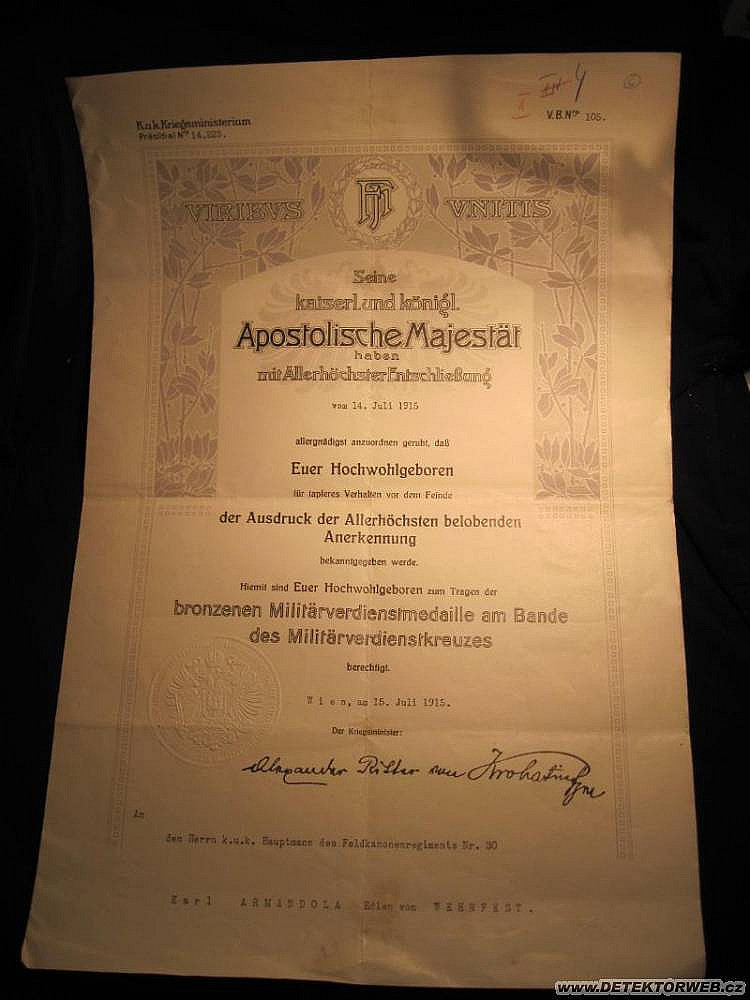 K.u.k. Kriegsministerium
Präsidial Nro 14.223.
V.B.Nro 105.
VIRIBVS VNITIS
FJ1
Seine
kaiserl. und königl.
Apostolische Majestät
haben
mit Allerhöchster Entschließung
vom 14. Juli 1915
allergnädigst anzuordnen geruht, daß
Euer Hochwohlgeboren
für tapferes Verhalten vor dem Feinde
der Ausdruck der Allerhöchsten belobenden
Anerkennung
bekanntgegeben werde.
Hiemit sind Euer Hochwohlgeboren zum Tragen der
bronzenen Militärverdienstmedaille am Bande
des Militärverdienstkreuzes
berechtigt.
Wien, am 15. Juli 1915.
Der Kriegsminister:
Alexander Ritter von Krobatin
An
den Herrn k.u.k. Hauptmann des Feldkanonenregiments Nr. 30
Karl ARMANDOLA Edlen von WEHRFEST.
www.DETEKTORWEB.cz